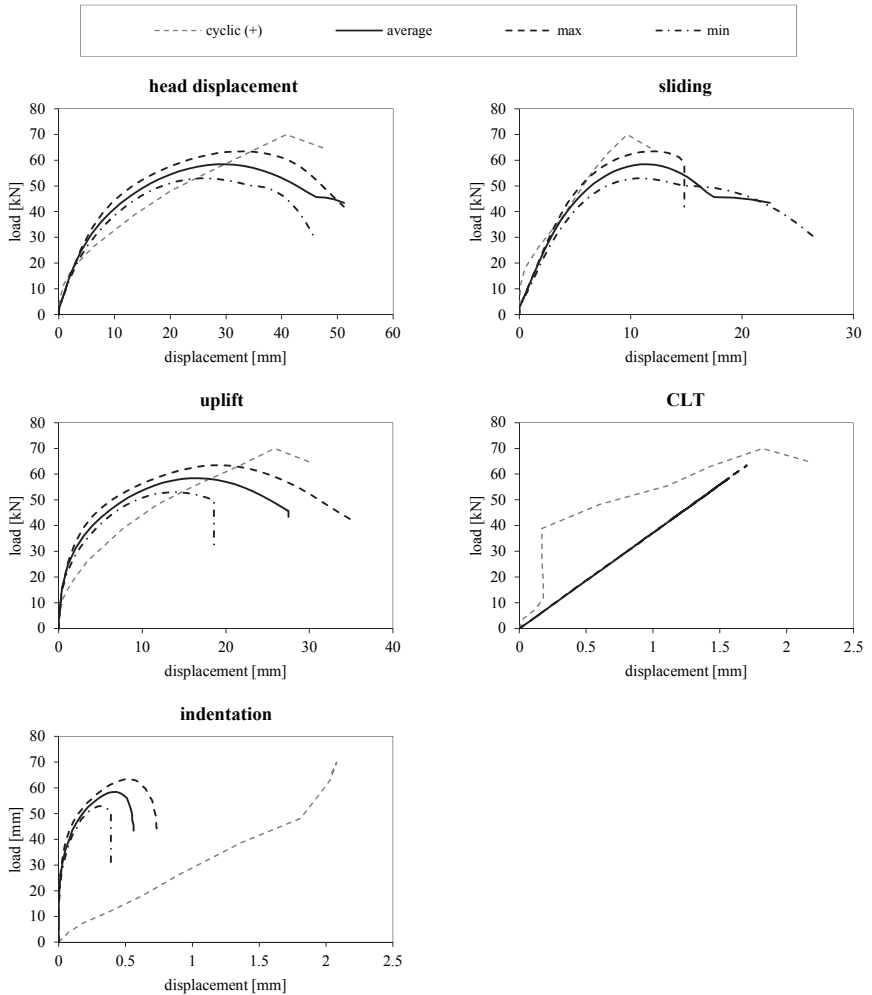 cyclic (+) average max min
head displacement
80
70
60
50
40
30
20
10
0
load [kN]
0 10 20 30 40 50 60
displacement [mm]
sliding
80
70
60
50
40
30
20
10
0
load [kN]
0 10 20 30
displacement [mm]
uplift
80
70
60
50
40
30
20
10
0
load [kN]
0 10 20 30 40
displacement [mm]
CLT
80
70
60
50
40
30
20
10
0
load [kN]
0 0.5 1 1.5 2 2.5
displacement [mm]
indentation
80
70
60
50
40
30
20
10
0
load [mm]
0 0.5 1 1.5 2 2.5
displacement [mm]